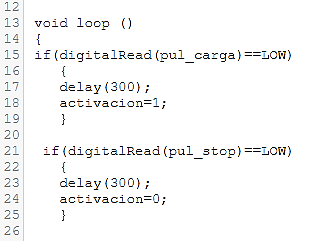 12
13 void loop ()
14 {
15 if(digitalRead(pul_carga)==LOW)
16 {
17 delay(300);
18 activacion=1;
19 }
20
21 if(digitalRead(pul_stop)==LOW)
22 {
23 delay(300);
24 activacion=0;
25 }
26